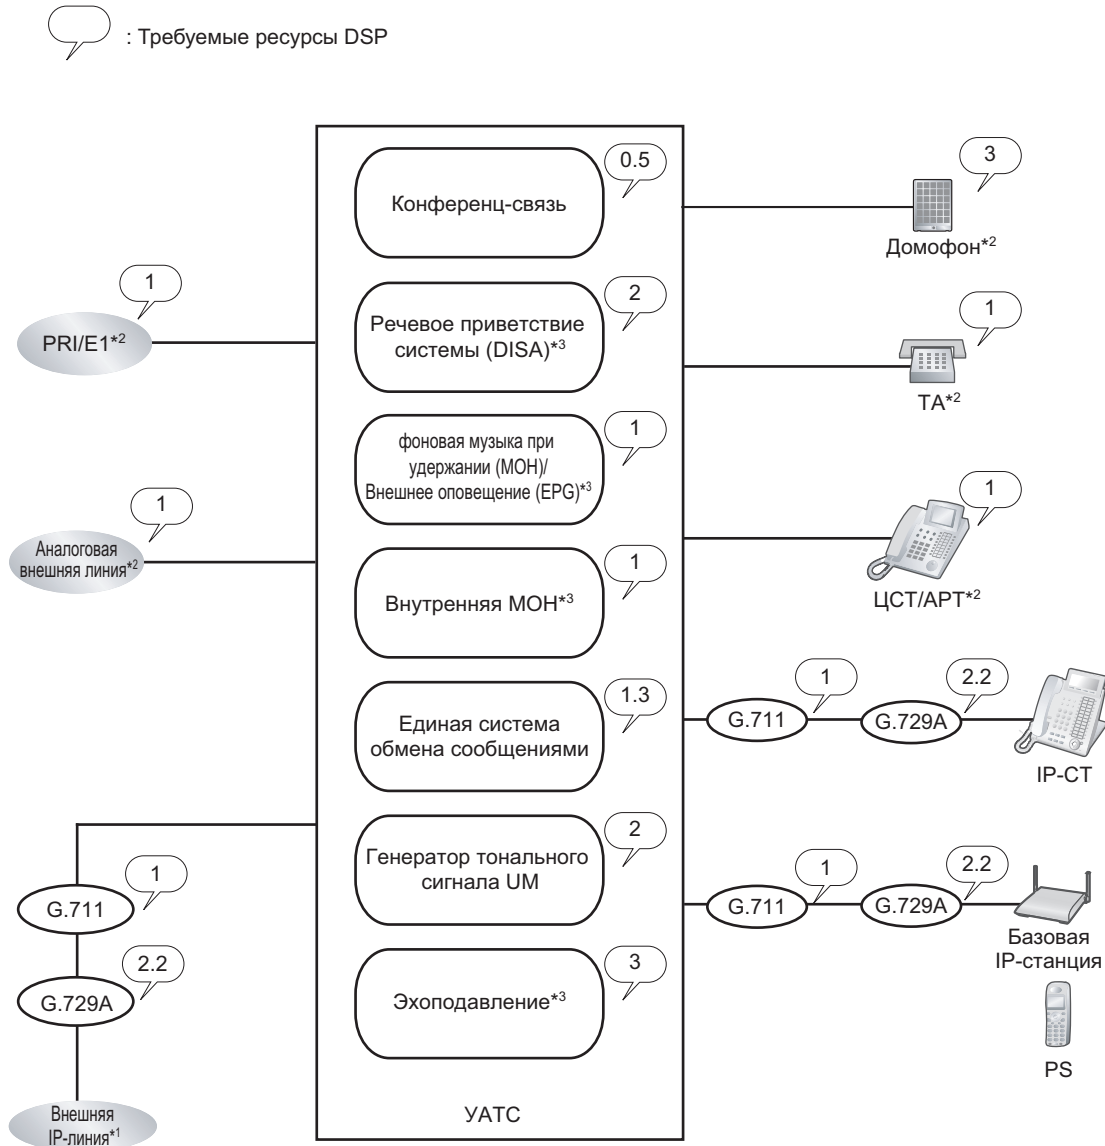 : Требуемые ресурсы DSP
0.5
Конференц-связь
3
Домофон*2
1
PRI/E1*2
2
Речевое приветствие
системы (DISA)*3
1
ТА*2
1
фоновая музыка при
удержании (MOH)/
Внешнее оповещение (EPG)*3
1
Аналоговая
внешняя линия*2
1
ЦСТ/APT*2
1
Внутренняя MOH*3
1.3
Единая система
обмена сообщениями
1
G.711
2.2
G.729A
IP-СТ
2
Генератор тонального
сигнала UM
1
G.711
2.2
G.729A
Базовая
IP-станция
PS
1
G.711
2.2
G.729A
Внешняя
IP-линия*1
3
Эхоподавление*3
УАТС